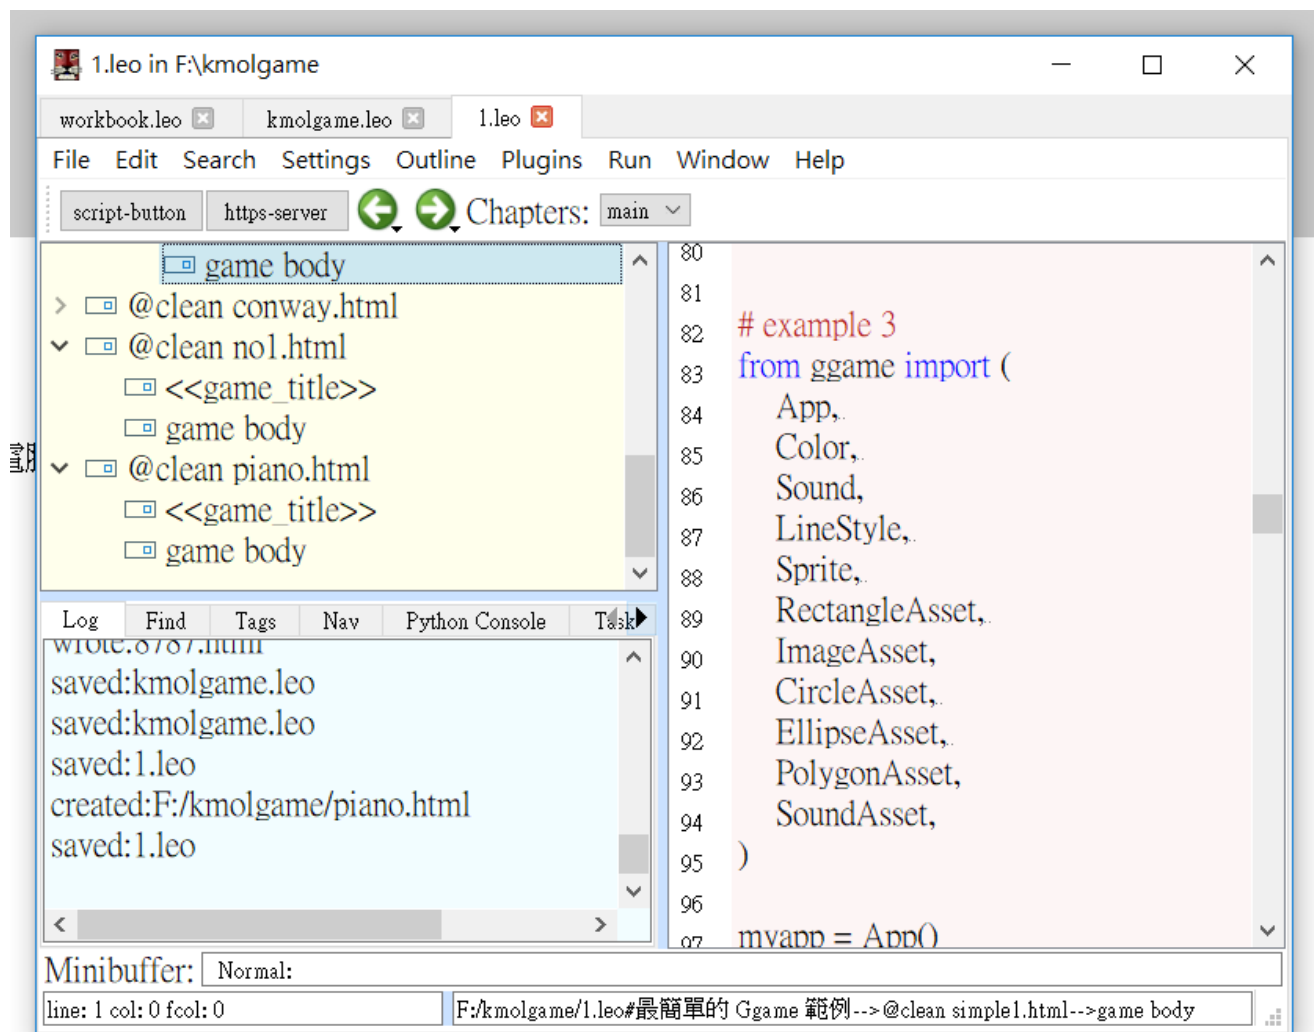 1.leo in F:\kmolgame
workbook.leo kmolgame.leo 1.leo
File Edit Search Settings Outline Plugins Run Window Help
script-button https-server Chapters: main
game body
@clean conway.html
@clean no1.html
<<game_title>>
game body
@clean piano.html
<<game_title>>
game body
Log Find Tags Nav Python Console Task
wrote:8787.html
saved:kmolgame.leo
saved:kmolgame.leo
saved:1.leo
created:F:/kmolgame/piano.html
saved:1.leo
80
81
82 # example 3
83 from ggame import (
84 App,
85 Color,
86 Sound,
87 LineStyle,
88 Sprite,
89 RectangleAsset,
90 ImageAsset,
91 CircleAsset,
92 EllipseAsset,
93 PolygonAsset,
94 SoundAsset,
95 )
96
97 myapp = App()
Minibuffer: Normal:
line: 1 col: 0 fcol: 0
F:/kmolgame/1.leo#最簡單的 Ggame 範例-->@clean simple1.html-->game body